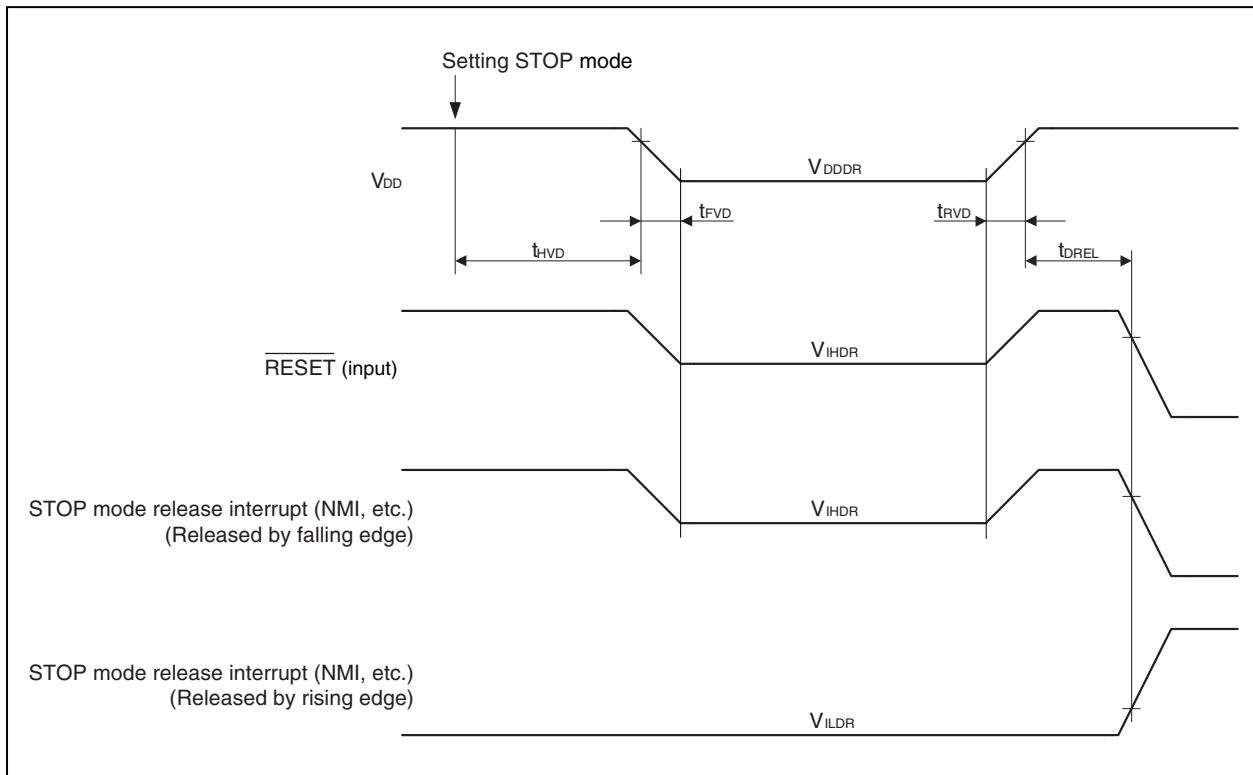 Setting STOP mode
VDD
VDDDR
tFVD
tRVD
tHVD
tDREL
RESET (input)
VIHDR
STOP mode release interrupt (NMI, etc.)
(Released by falling edge)
VIHDR
STOP mode release interrupt (NMI, etc.)
(Released by rising edge)
VILDR